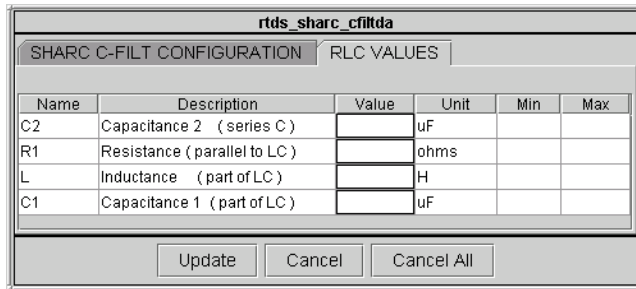 rtds_sharc_cfiltda
SHARC C-FILT CONFIGURATION RLC VALUES
Name Description Value Unit Min Max
C2 Capacitance 2 ( series C ) uF
R1 Resistance ( parallel to LC ) ohms
L Inductance ( part of LC ) H
C1 Capacitance 1 ( part of LC ) uF
Update Cancel Cancel All